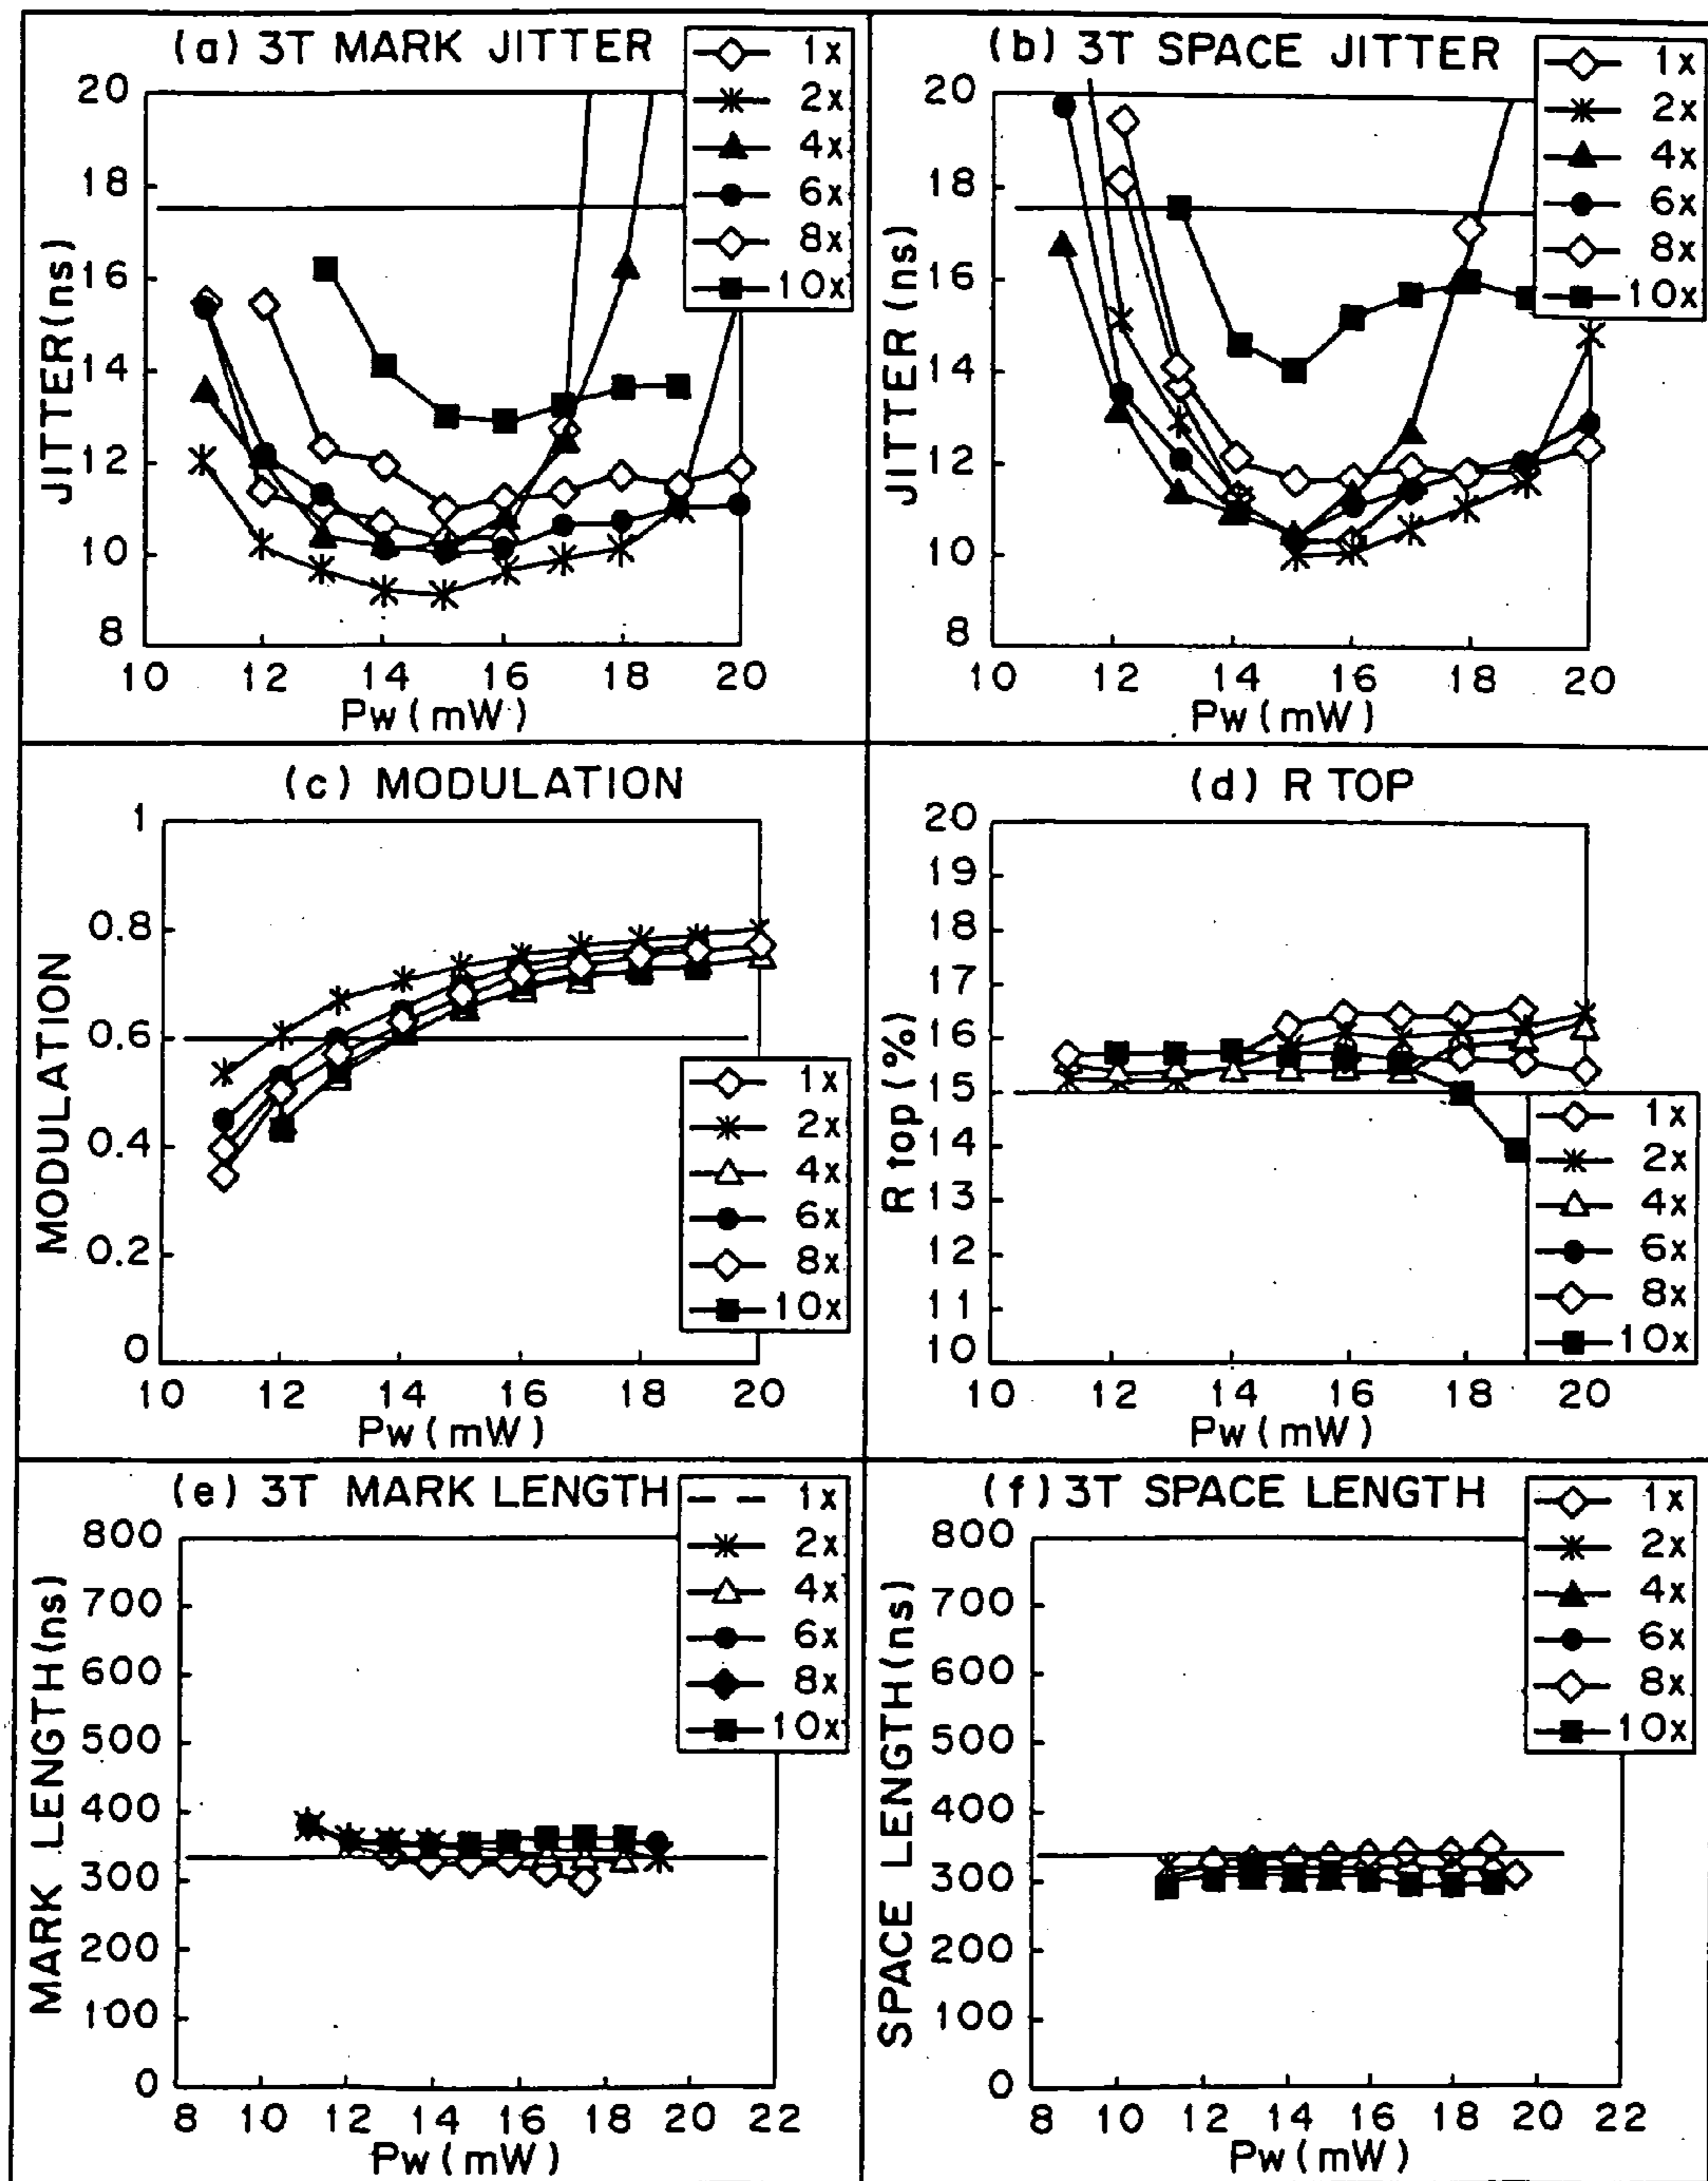 (a) 3T MARK JITTER
1x
2x
4x
6x
8x
10x
JITTER (ns)
20
18
16
14
12
10
8
10 12 14 16 18 20
Pw (mW)
(b) 3T SPACE JITTER
1x
2x
4x
6x
8x
10x
JITTER (ns)
20
18
16
14
12
10
8
10 12 14 16 18 20
Pw (mW)
(c) MODULATION
MODULATION
1
0.8
0.6
0.4
0.2
0
1x
2x
4x
6x
8x
10x
10 12 14 16 18 20
Pw (mW)
(d) R TOP
R top (%)
20
19
18
17
16
15
14
13
12
11
10
1x
2x
4x
6x
8x
10x
10 12 14 16 18 20
Pw (mW)
(e) 3T MARK LENGTH
1x
2x
4x
6x
8x
10x
MARK LENGTH (ns)
800
700
600
500
400
300
200
100
0
8 10 12 14 16 18 20 22
Pw (mW)
(f) 3T SPACE LENGTH
1x
2x
4x
6x
8x
10x
SPACE LENGTH (ns)
800
700
600
500
400
300
200
100
0
8 10 12 14 16 18 20 22
Pw (mW)